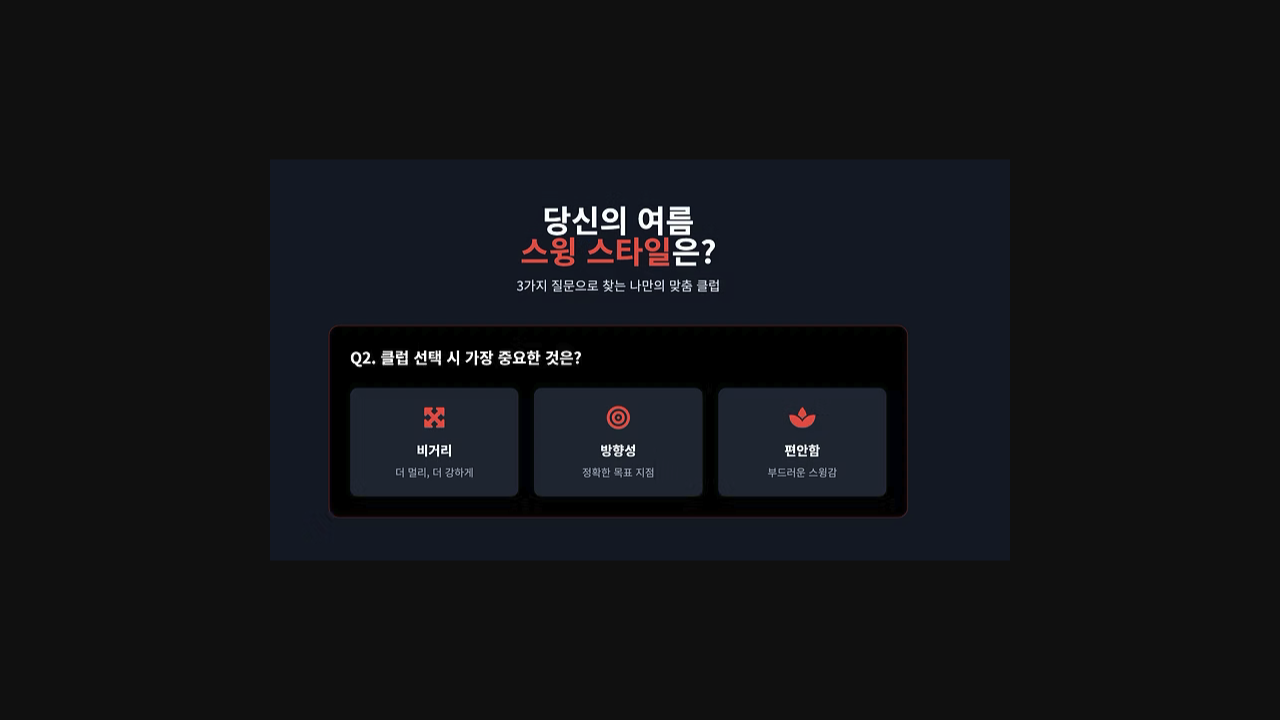 당신의 여름
스윙 스타일은?
3가지 질문으로 찾는 나만의 맞춤 클럽
Q2. 클럽 선택 시 가장 중요한 것은?
비거리
더 멀리, 더 강하게
방향성
정확한 목표 지점
편안함
부드러운 스윙감